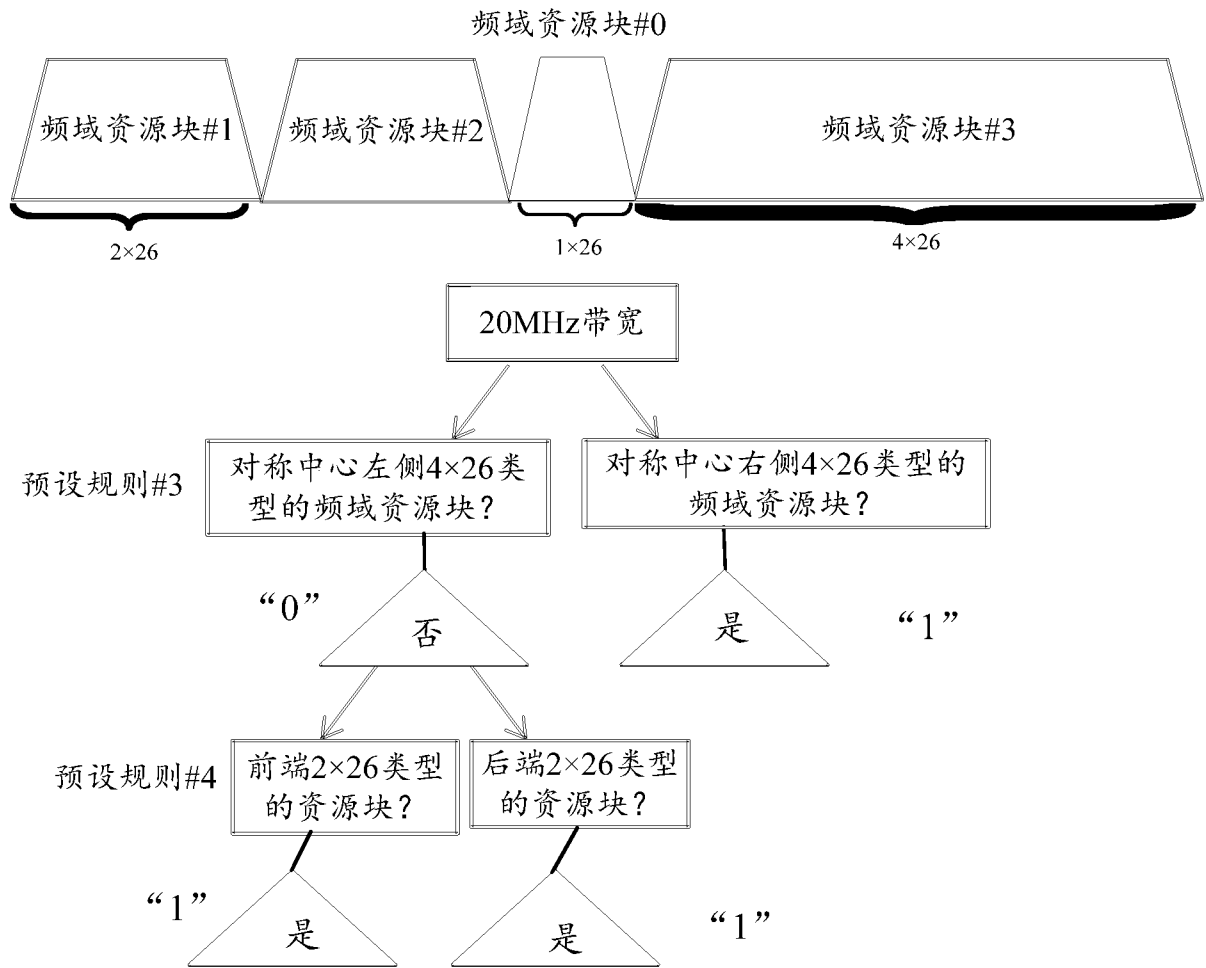 频域资源块#0
频域资源块#1
频域资源块#2
频域资源块#3
2×26
1×26
4×26
20MHz带宽
预设规则#3
对称中心左侧4×26类
型的频域资源块？
对称中心右侧4×26类型的
频域资源块？
“0”
否
是
“1”
预设规则#4
前端2×26类型
的资源块？
后端2×26类型
的资源块？
“1”
是
是
“1”